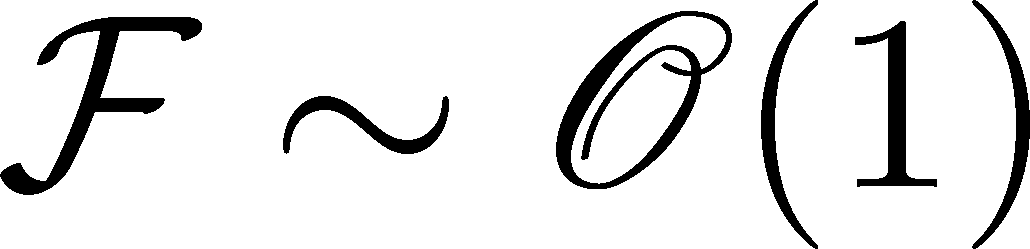 ℱ ∼ 𝒪(1)